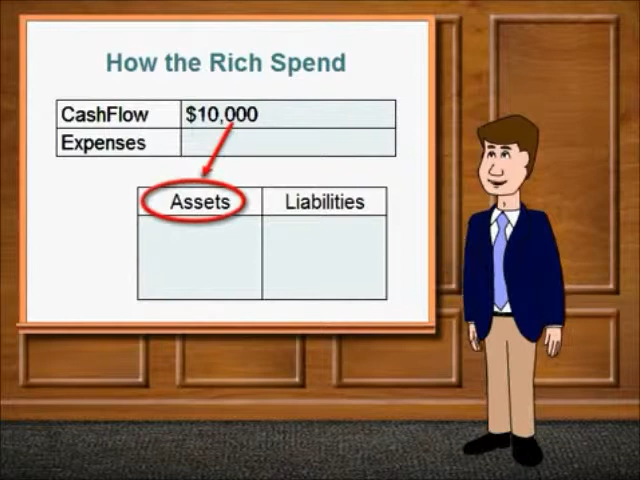 How the Rich Spend
CashFlow $10,000
Expenses
Assets Liabilities